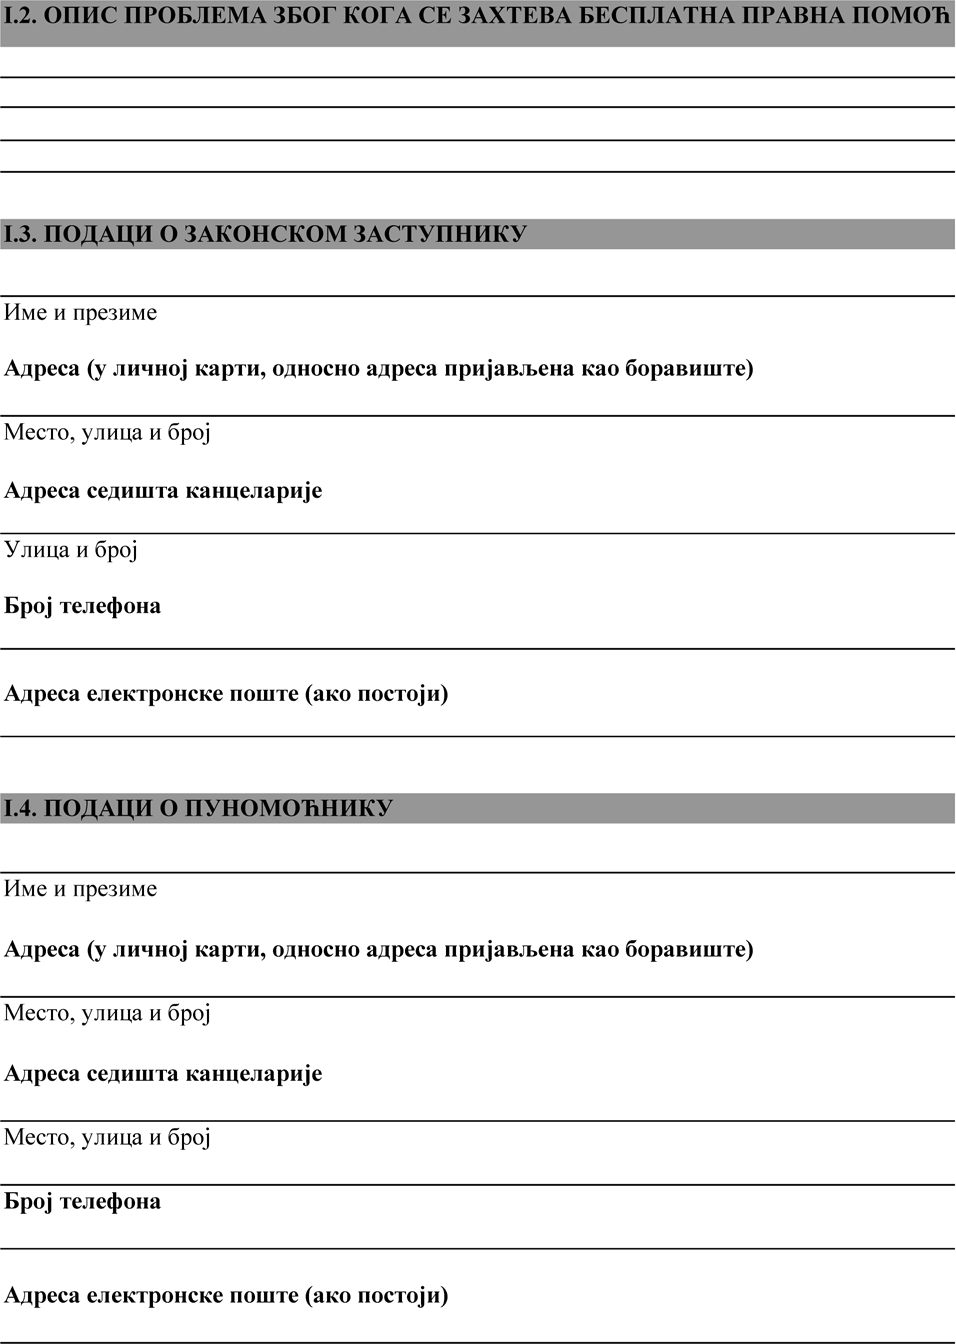 I.2. ОПИС ПРОБЛЕМА ЗБОГ КОГА СЕ ЗАХТЕВА БЕСПЛАТНА ПРАВНА ПОМОЋ
I.3. ПОДАЦИ О ЗАКОНСКОМ ЗАСТУПНИКУ
Име и презиме
Адреса (у личној карти, односно адреса пријављена као боравиште)
Место, улица и број
Адреса седишта канцеларије
Улица и број
Број телефона
Адреса електронске поште (ако постоји)
I.4. ПОДАЦИ О ПУНОМОЋНИКУ
Име и презиме
Адреса (у личној карти, односно адреса пријављена као боравиште)
Место, улица и број
Адреса седишта канцеларије
Место, улица и број
Број телефона
Адреса електронске поште (ако постоји)